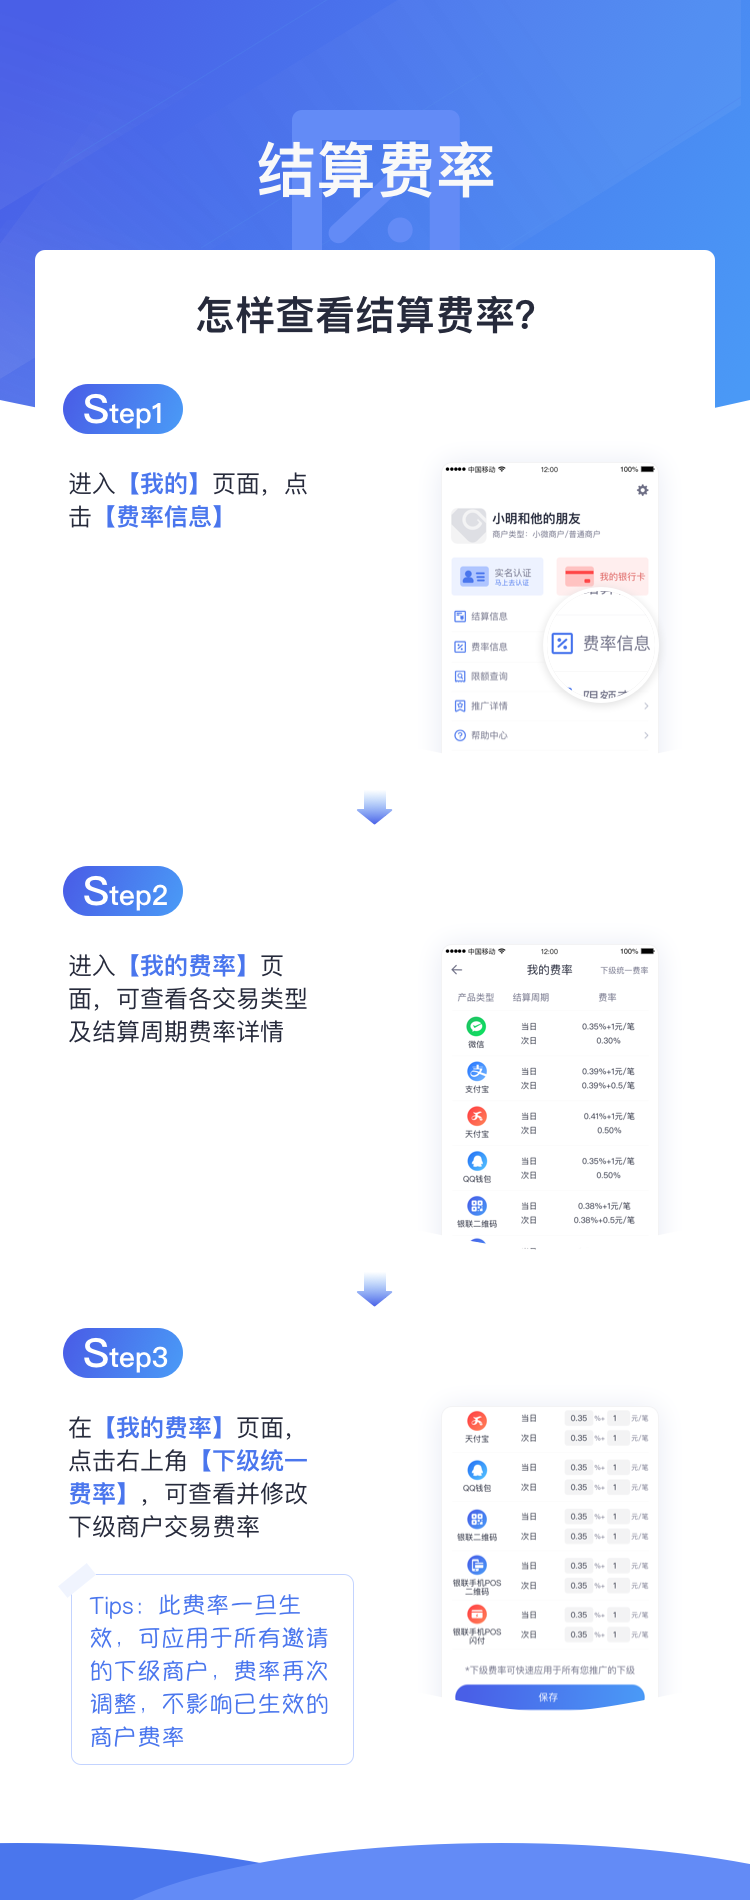 结算费率
怎样查看结算费率?
Step1
进入【我的】页面，点
击【费率信息】
中国移动 12:00 100%
小明和他的朋友
商户类型：小微商户/普通商户
实名认证
马上去认证
我的银行卡
结算信息
费率信息
费率信息
限额查询
推广详情
帮助中心
Step2
进入【我的费率】页
面，可查看各交易类型
及结算周期费率详情
中国移动 12:00 100%
我的费率 下级统一费率
产品类型 结算周期 费率
微信
当日 0.35%+1元/笔
次日 0.30%
支付宝
当日 0.39%+1元/笔
次日 0.39%+0.5/笔
天付宝
当日 0.41%+1元/笔
次日 0.50%
QQ钱包
当日 0.35%+1元/笔
次日 0.50%
银联二维码
当日 0.38%+1元/笔
次日 0.38%+0.5元/笔
Step3
在【我的费率】页面，
点击右上角【下级统一
费率】，可查看并修改
下级商户交易费率
Tips：此费率一旦生
效，可应用于所有邀请
的下级商户，费率再次
调整，不影响已生效的
商户费率
天付宝
当日 0.35 %+ 1 元/笔
次日 0.35 %+ 1 元/笔
QQ钱包
当日 0.35 %+ 1 元/笔
次日 0.35 %+ 1 元/笔
银联二维码
当日 0.35 %+ 1 元/笔
次日 0.35 %+ 1 元/笔
银联手机POS
二维码
当日 0.35 %+ 1 元/笔
次日 0.35 %+ 1 元/笔
银联手机POS
闪付
当日 0.35 %+ 1 元/笔
次日 0.35 %+ 1 元/笔
*下级费率可快速应用于所有您推广的下级
保存